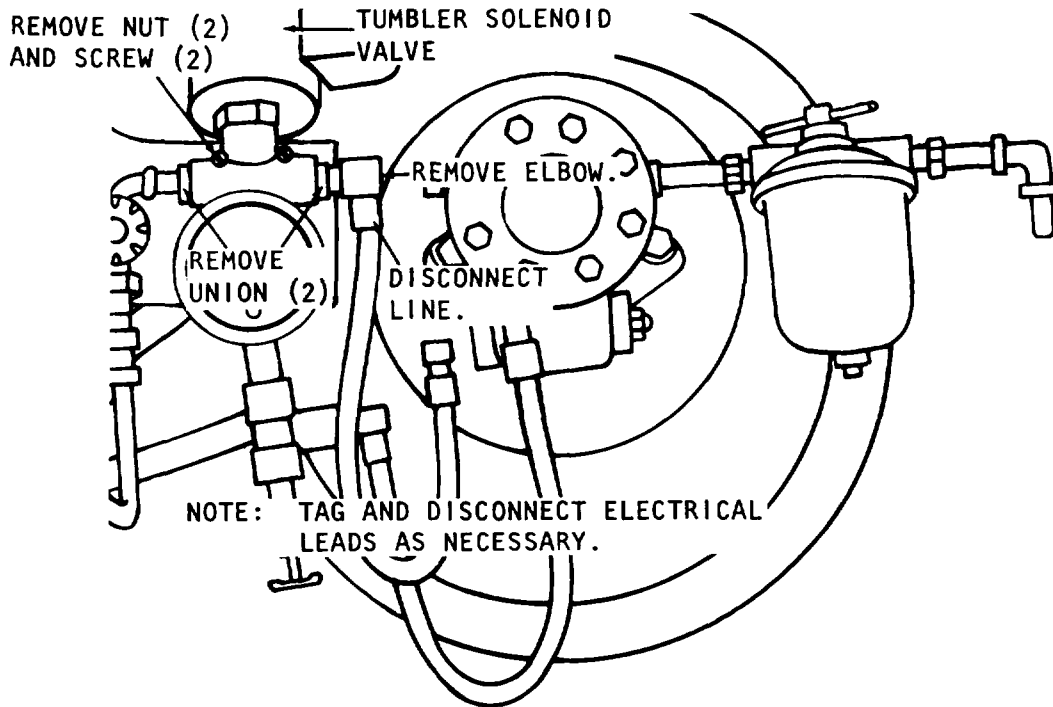 REMOVE NUT (2)
AND SCREW (2)
TUMBLER SOLENOID
VALVE
REMOVE ELBOW.
REMOVE
UNION (2)
DISCONNECT
LINE.
NOTE: TAG AND DISCONNECT ELECTRICAL
LEADS AS NECESSARY.